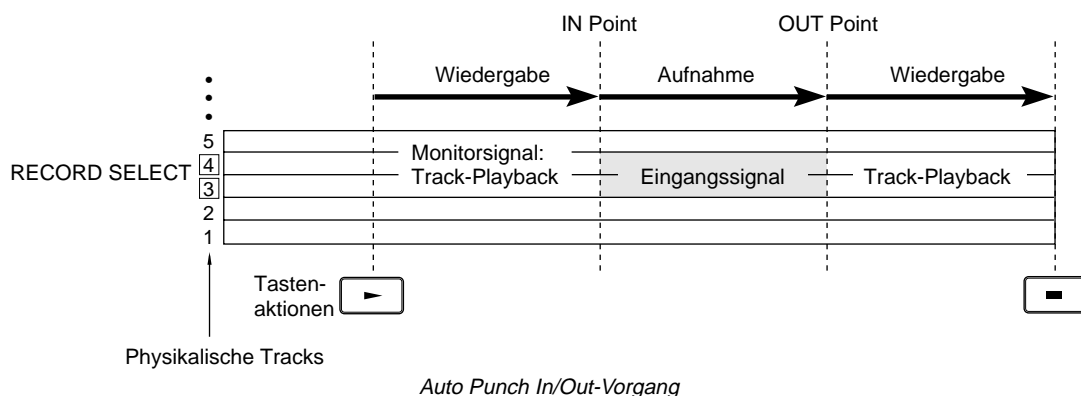 IN Point OUT Point
Wiedergabe Aufnahme Wiedergabe
5
Monitorsignal:
RECORD SELECT 4
Track-Playback Eingangssignal Track-Playback
3
2
1
Tasten-
aktionen
Physikalische Tracks
Auto Punch In/Out-Vorgang